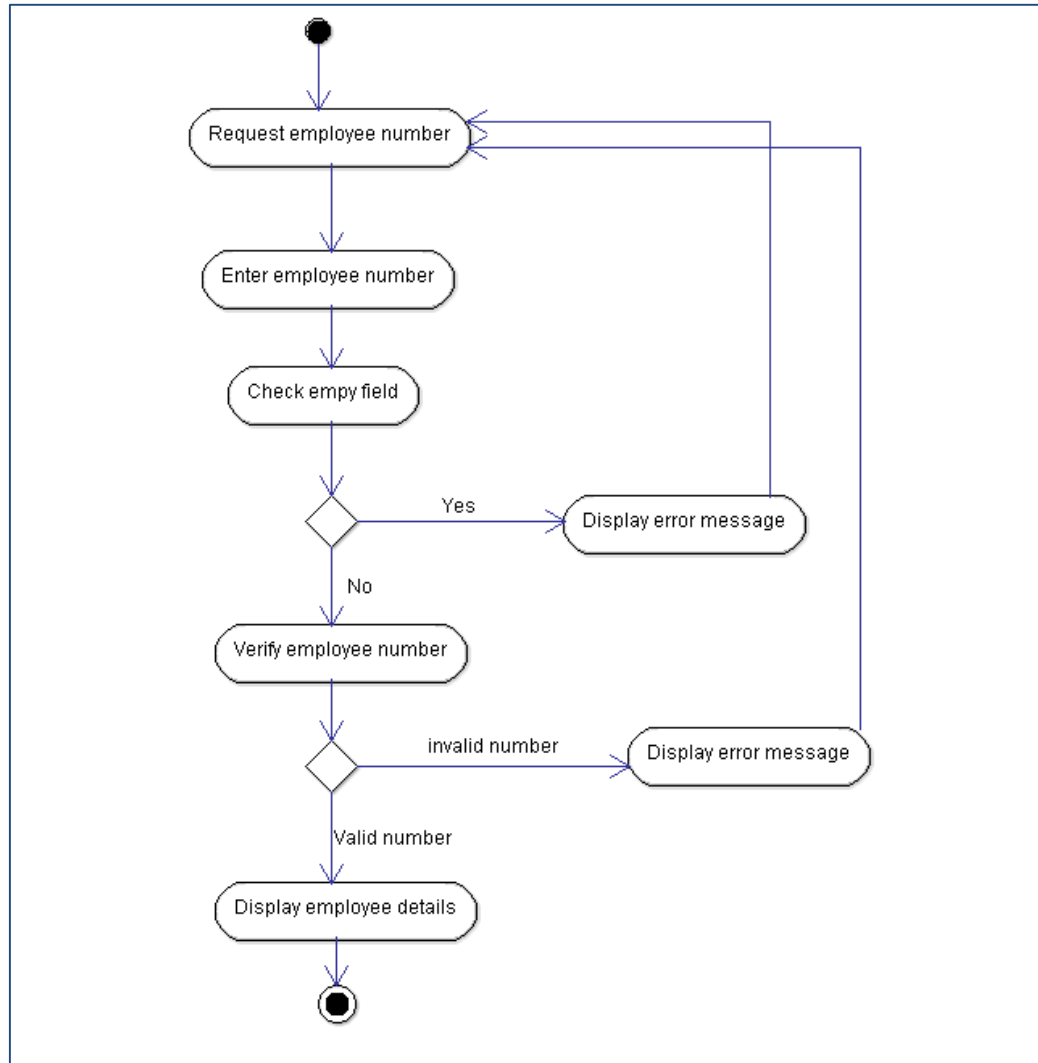 Request employee number
Enter employee number
Check empy field
Yes
Display error message
No
Verify employee number
invalid number
Display error message
Valid number
Display employee details